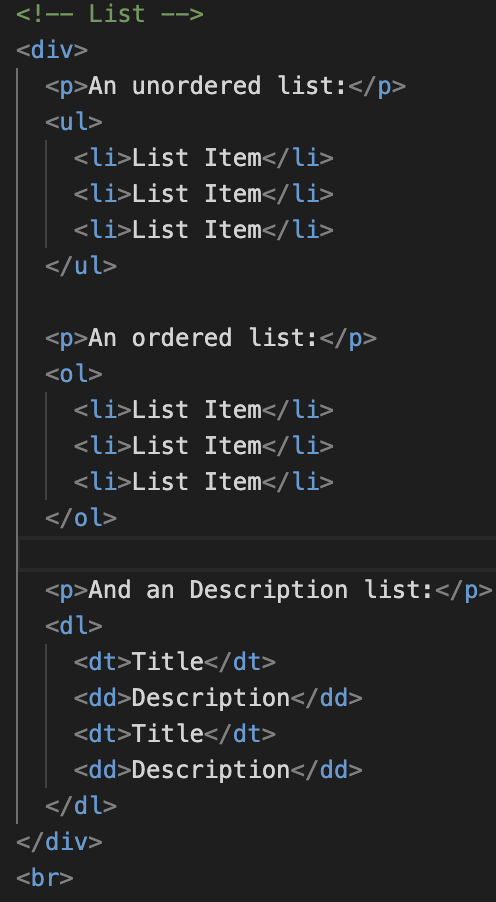 <!-- List -->
<div>
<p>An unordered list:</p>
<ul>
<li>List Item</li>
<li>List Item</li>
<li>List Item</li>
</ul>
<p>An ordered list:</p>
<ol>
<li>List Item</li>
<li>List Item</li>
<li>List Item</li>
</ol>
<p>And an Description list:</p>
<dl>
<dt>Title</dt>
<dd>Description</dd>
<dt>Title</dt>
<dd>Description</dd>
</dl>
</div>
<br>